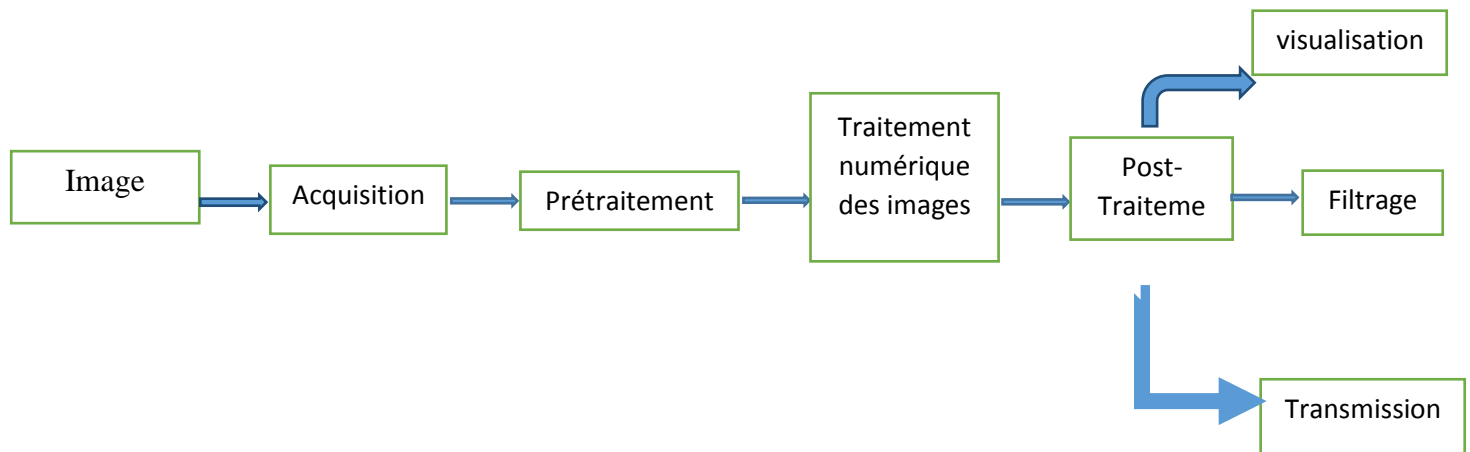 Image
Acquisition
Prétraitement
Traitement
numérique
des images
Post-
Traiteme
visualisation
Filtrage
Transmission